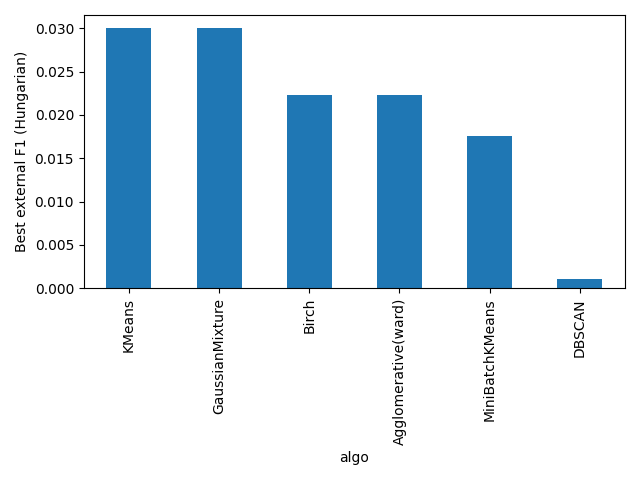 Best external F1 (Hungarian)
0.030
0.025
0.020
0.015
0.010
0.005
0.000
KMeans
GaussianMixture
Birch
Agglomerative(ward)
MiniBatchKMeans
DBSCAN
algo